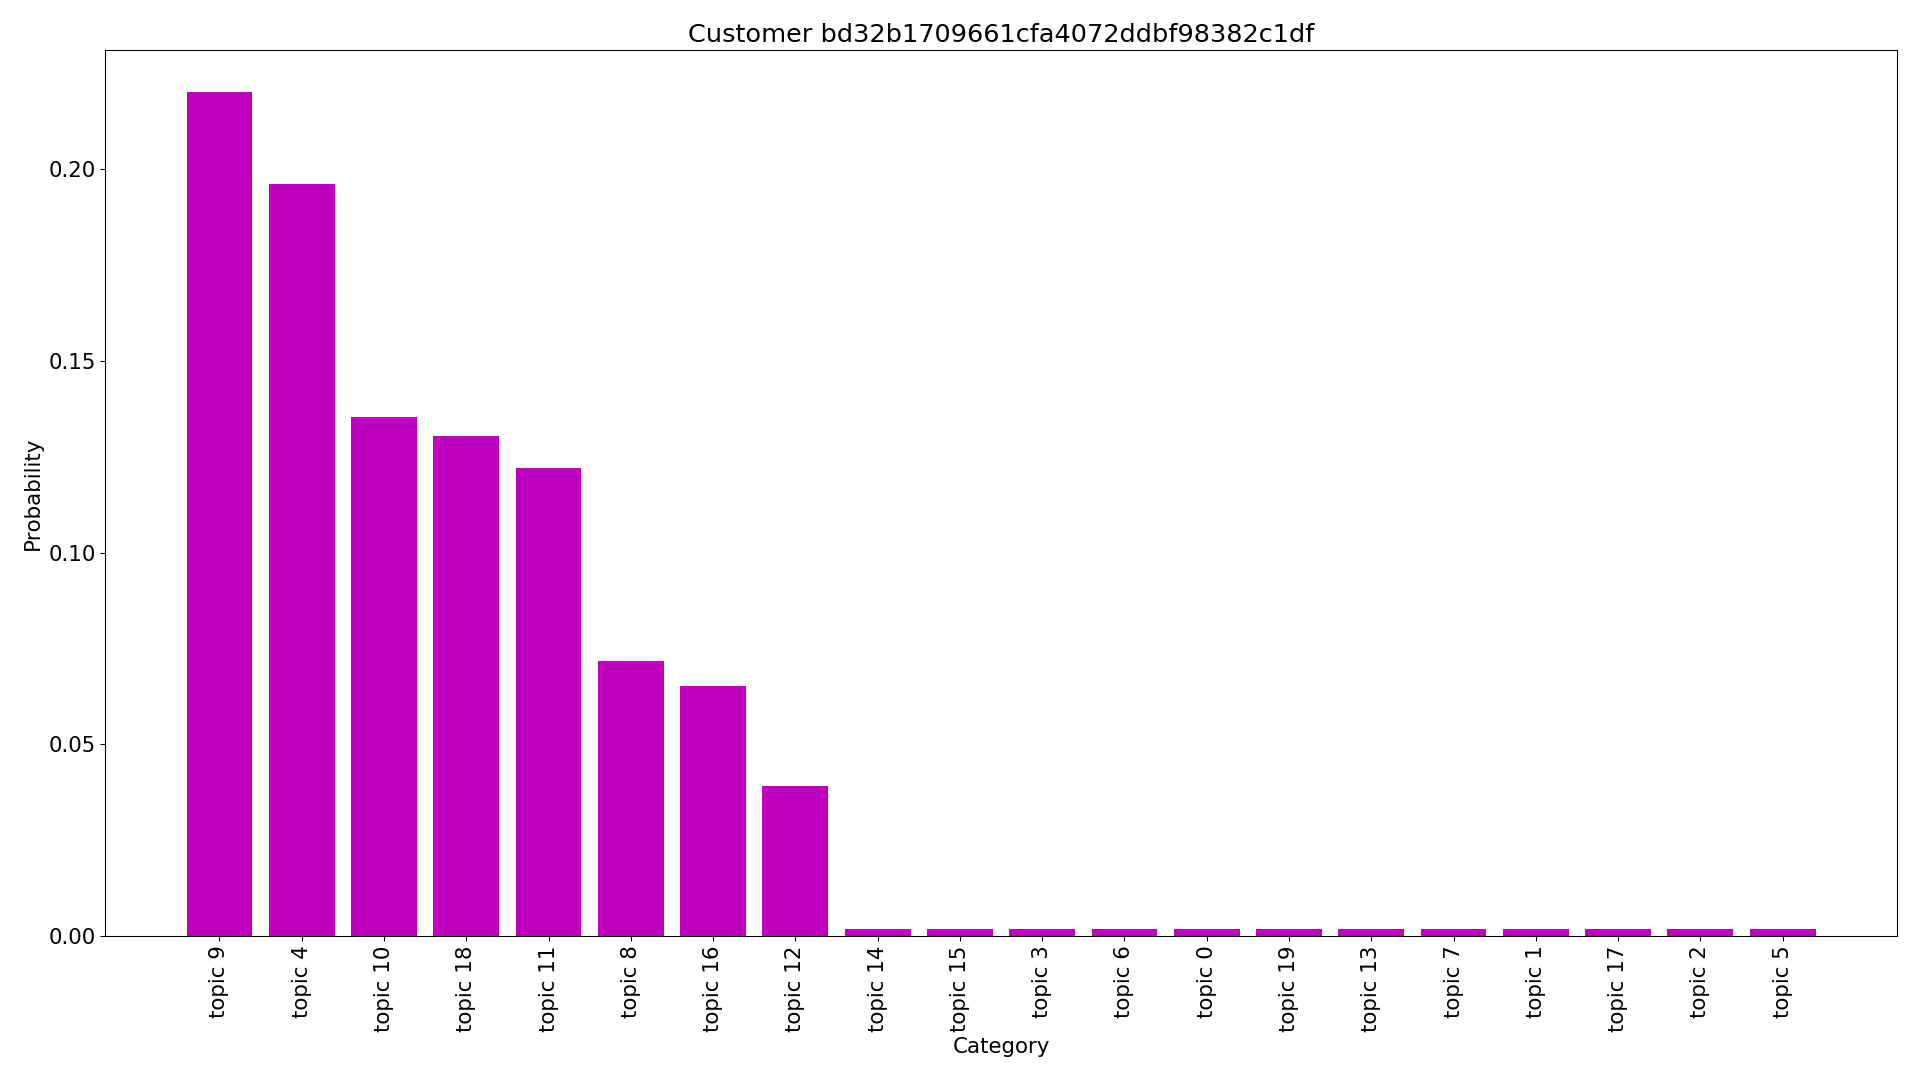 Customer bd32b1709661cfa4072ddbf98382c1df
Probability
0.20
0.15
0.10
0.05
0.00
topic 9
topic 4
topic 10
topic 18
topic 11
topic 8
topic 16
topic 12
topic 14
topic 15
topic 3
topic 6
topic 0
topic 19
topic 13
topic 7
topic 1
topic 17
topic 2
topic 5
Category